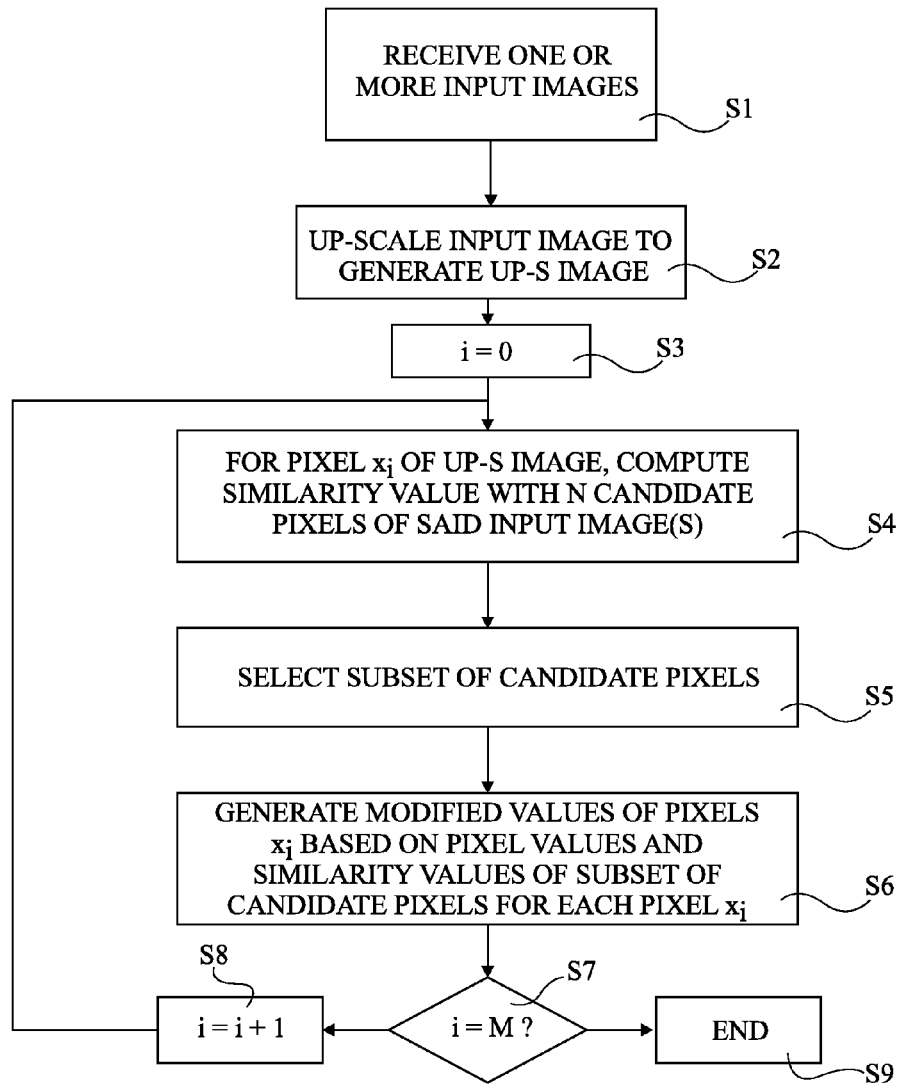 RECEIVE ONE OR
MORE INPUT IMAGES
S1
UP-SCALE INPUT IMAGE TO
GENERATE UP-S IMAGE
S2
i = 0
S3
FOR PIXEL xi OF UP-S IMAGE, COMPUTE
SIMILARITY VALUE WITH N CANDIDATE
PIXELS OF SAID INPUT IMAGE(S)
S4
SELECT SUBSET OF CANDIDATE PIXELS
S5
GENERATE MODIFIED VALUES OF PIXELS
xi BASED ON PIXEL VALUES AND
SIMILARITY VALUES OF SUBSET OF
CANDIDATE PIXELS FOR EACH PIXEL xi
S6
S8
i = i + 1
S7
i = M ?
END
S9